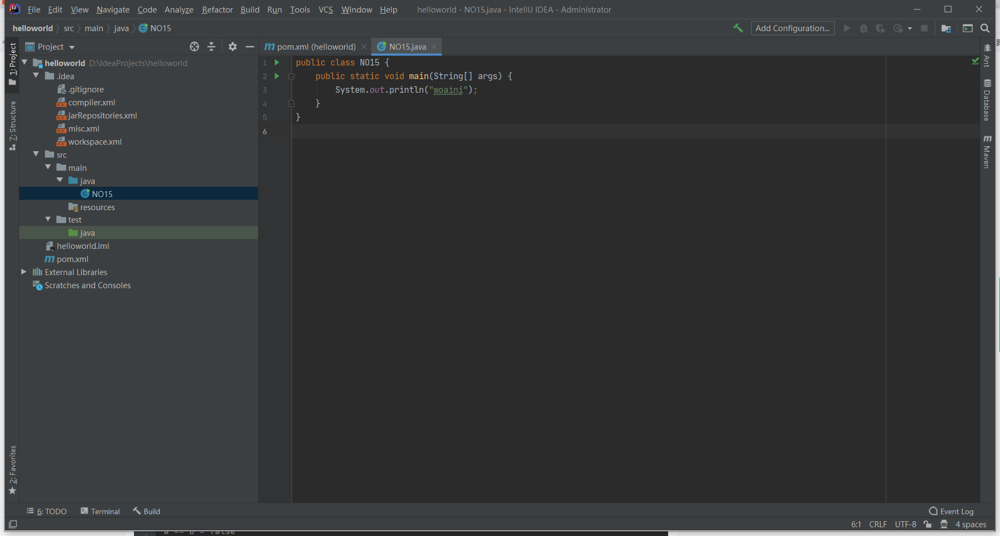 File Edit View Navigate Code Analyze Refactor Build Run Tools VCS Window Help helloworld - NO15.java - IntelliJ IDEA - Administrator
helloworld src main java NO15 Add Configuration...
Project pom.xml (helloworld) NO15.java
1: Project
7: Structure
2: Favorites
helloworld D:\IdeaProjects\helloworld
.idea
.gitignore
compiler.xml
jarRepositories.xml
misc.xml
workspace.xml
src
main
java
NO15
resources
test
java
helloworld.iml
pom.xml
External Libraries
Scratches and Consoles
1 public class NO15 {
2 public static void main(String[] args) {
3 System.out.println("woaini");
4 }
5 }
6
Ant
Database
Maven
6: TODO Terminal Build Event Log
6:1 CRLF UTF-8 4 spaces
a == b = false